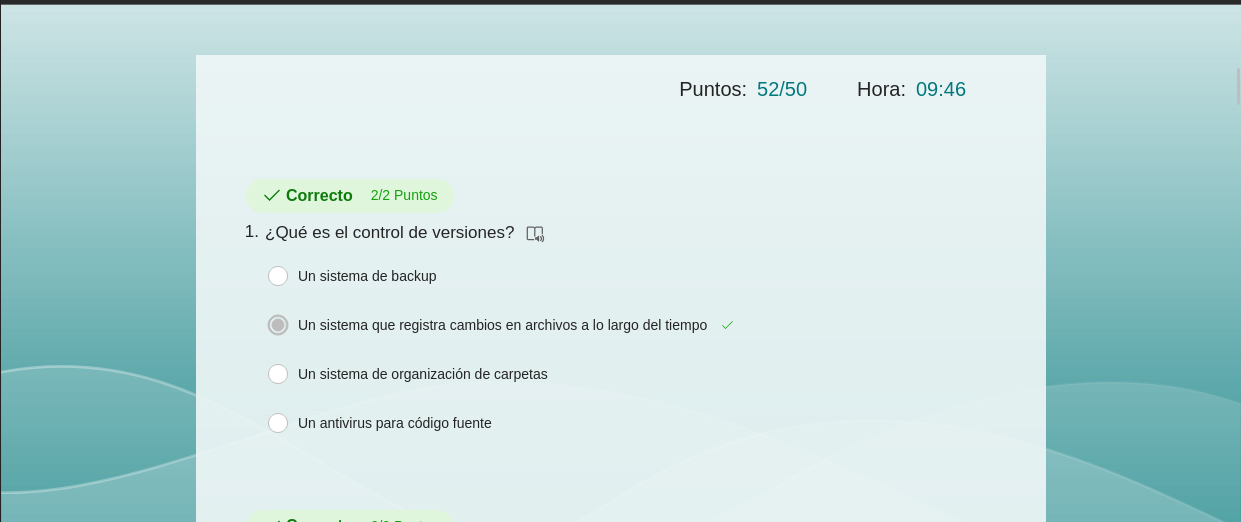 Puntos: 52/50 Hora: 09:46
Correcto 2/2 Puntos
1. ¿Qué es el control de versiones?
Un sistema de backup
Un sistema que registra cambios en archivos a lo largo del tiempo
Un sistema de organización de carpetas
Un antivirus para código fuente